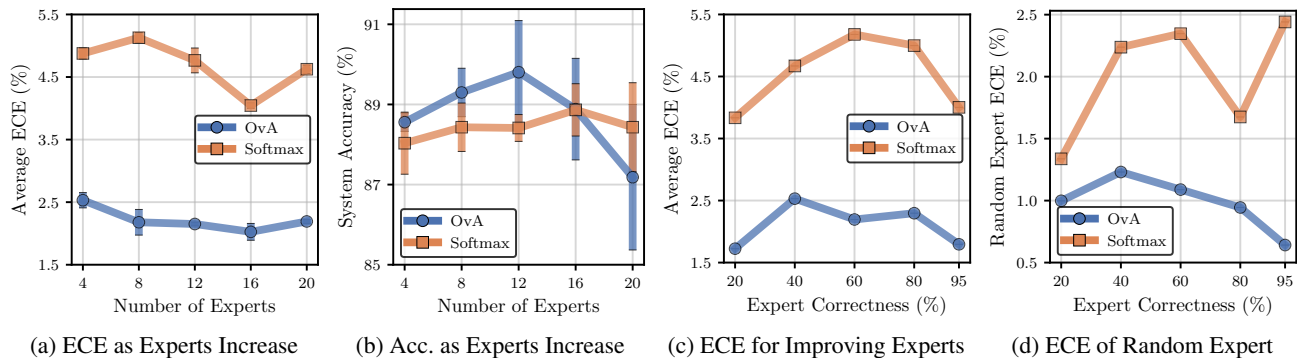 Average ECE (%)
5.5
4.5
3.5
2.5
1.5
OvA
Softmax
4 8 12 16 20
Number of Experts
(a) ECE as Experts Increase
System Accuracy (%)
91
89
87
85
OvA
Softmax
4 8 12 16 20
Number of Experts
(b) Acc. as Experts Increase
Average ECE (%)
5.5
4.5
3.5
2.5
1.5
OvA
Softmax
20 40 60 80 95
Expert Correctness (%)
(c) ECE for Improving Experts
Random Expert ECE (%)
2.5
2.0
1.5
1.0
0.5
OvA
Softmax
20 40 60 80 95
Expert Correctness (%)
(d) ECE of Random Expert